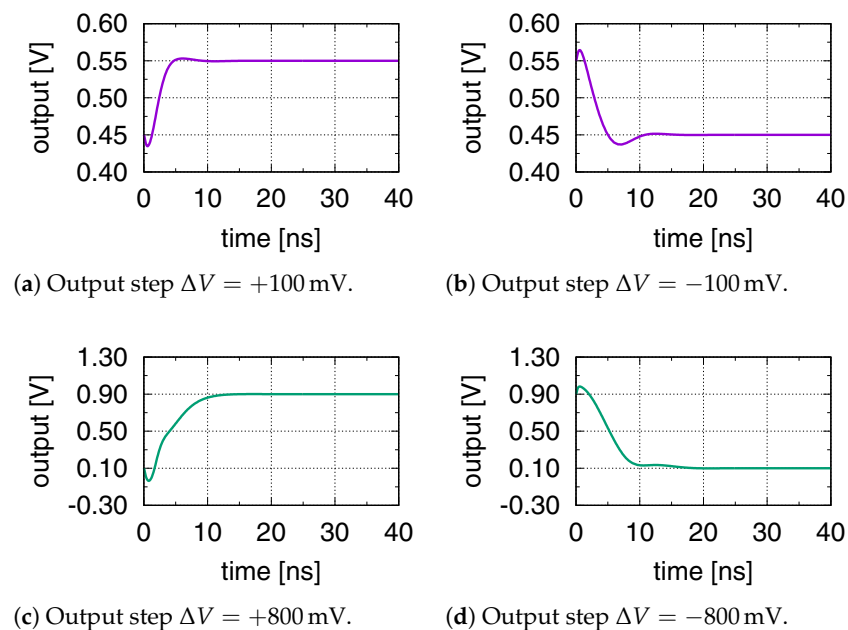 output [V]
0.60
0.55
0.50
0.45
0.40
0 10 20 30 40
time [ns]
(a) Output step ΔV = +100 mV.
output [V]
0.60
0.55
0.50
0.45
0.40
0 10 20 30 40
time [ns]
(b) Output step ΔV = −100 mV.
output [V]
1.30
0.90
0.50
0.10
-0.30
0 10 20 30 40
time [ns]
(c) Output step ΔV = +800 mV.
output [V]
1.30
0.90
0.50
0.10
-0.30
0 10 20 30 40
time [ns]
(d) Output step ΔV = −800 mV.